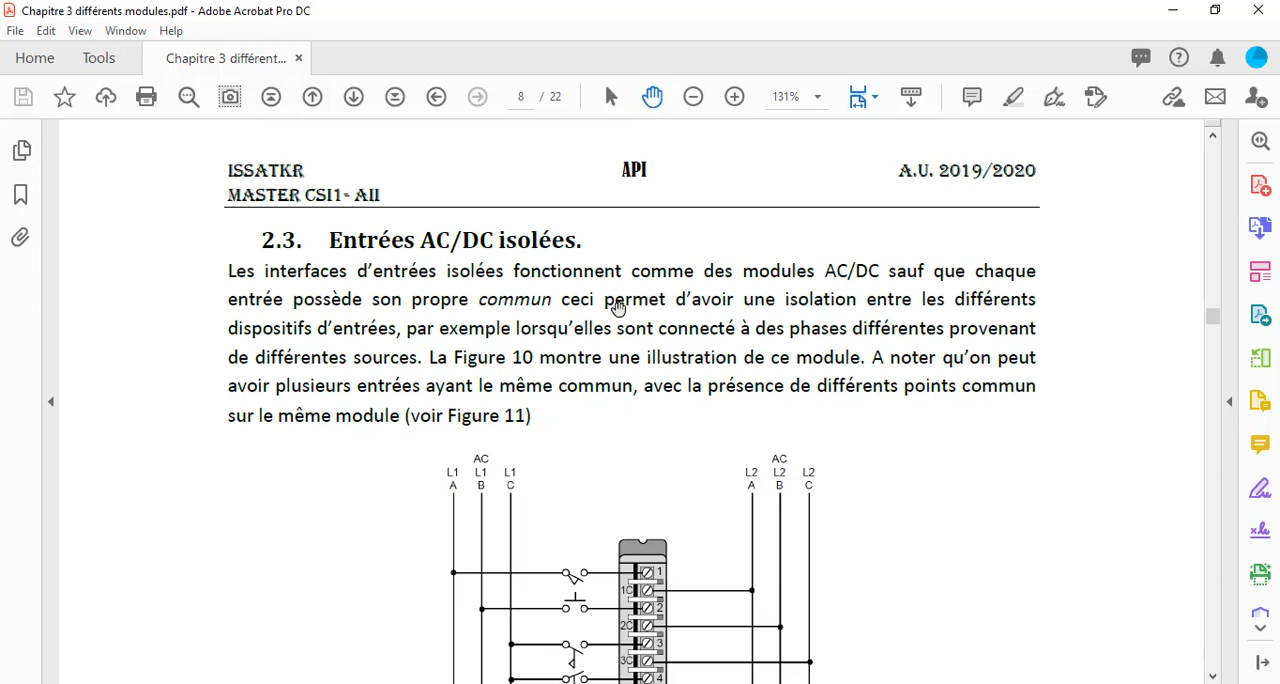 Chapitre 3 différents modules.pdf - Adobe Acrobat Pro DC
File Edit View Window Help
Home Tools Chapitre 3 différent... ×
8 / 22 131%
ISSATKR API A.U. 2019/2020
MASTER CSI1- AII
2.3. Entrées AC/DC isolées.
Les interfaces d’entrées isolées fonctionnent comme des modules AC/DC sauf que chaque
entrée possède son propre commun ceci permet d’avoir une isolation entre les différents
dispositifs d’entrées, par exemple lorsqu’elles sont connecté à des phases différentes provenant
de différentes sources. La Figure 10 montre une illustration de ce module. A noter qu’on peut
avoir plusieurs entrées ayant le même commun, avec la présence de différents points commun
sur le même module (voir Figure 11)
AC AC
L1 L1 L1 L2 L2 L2
A B C A B C
1
1C
2
2C
3
3C
4